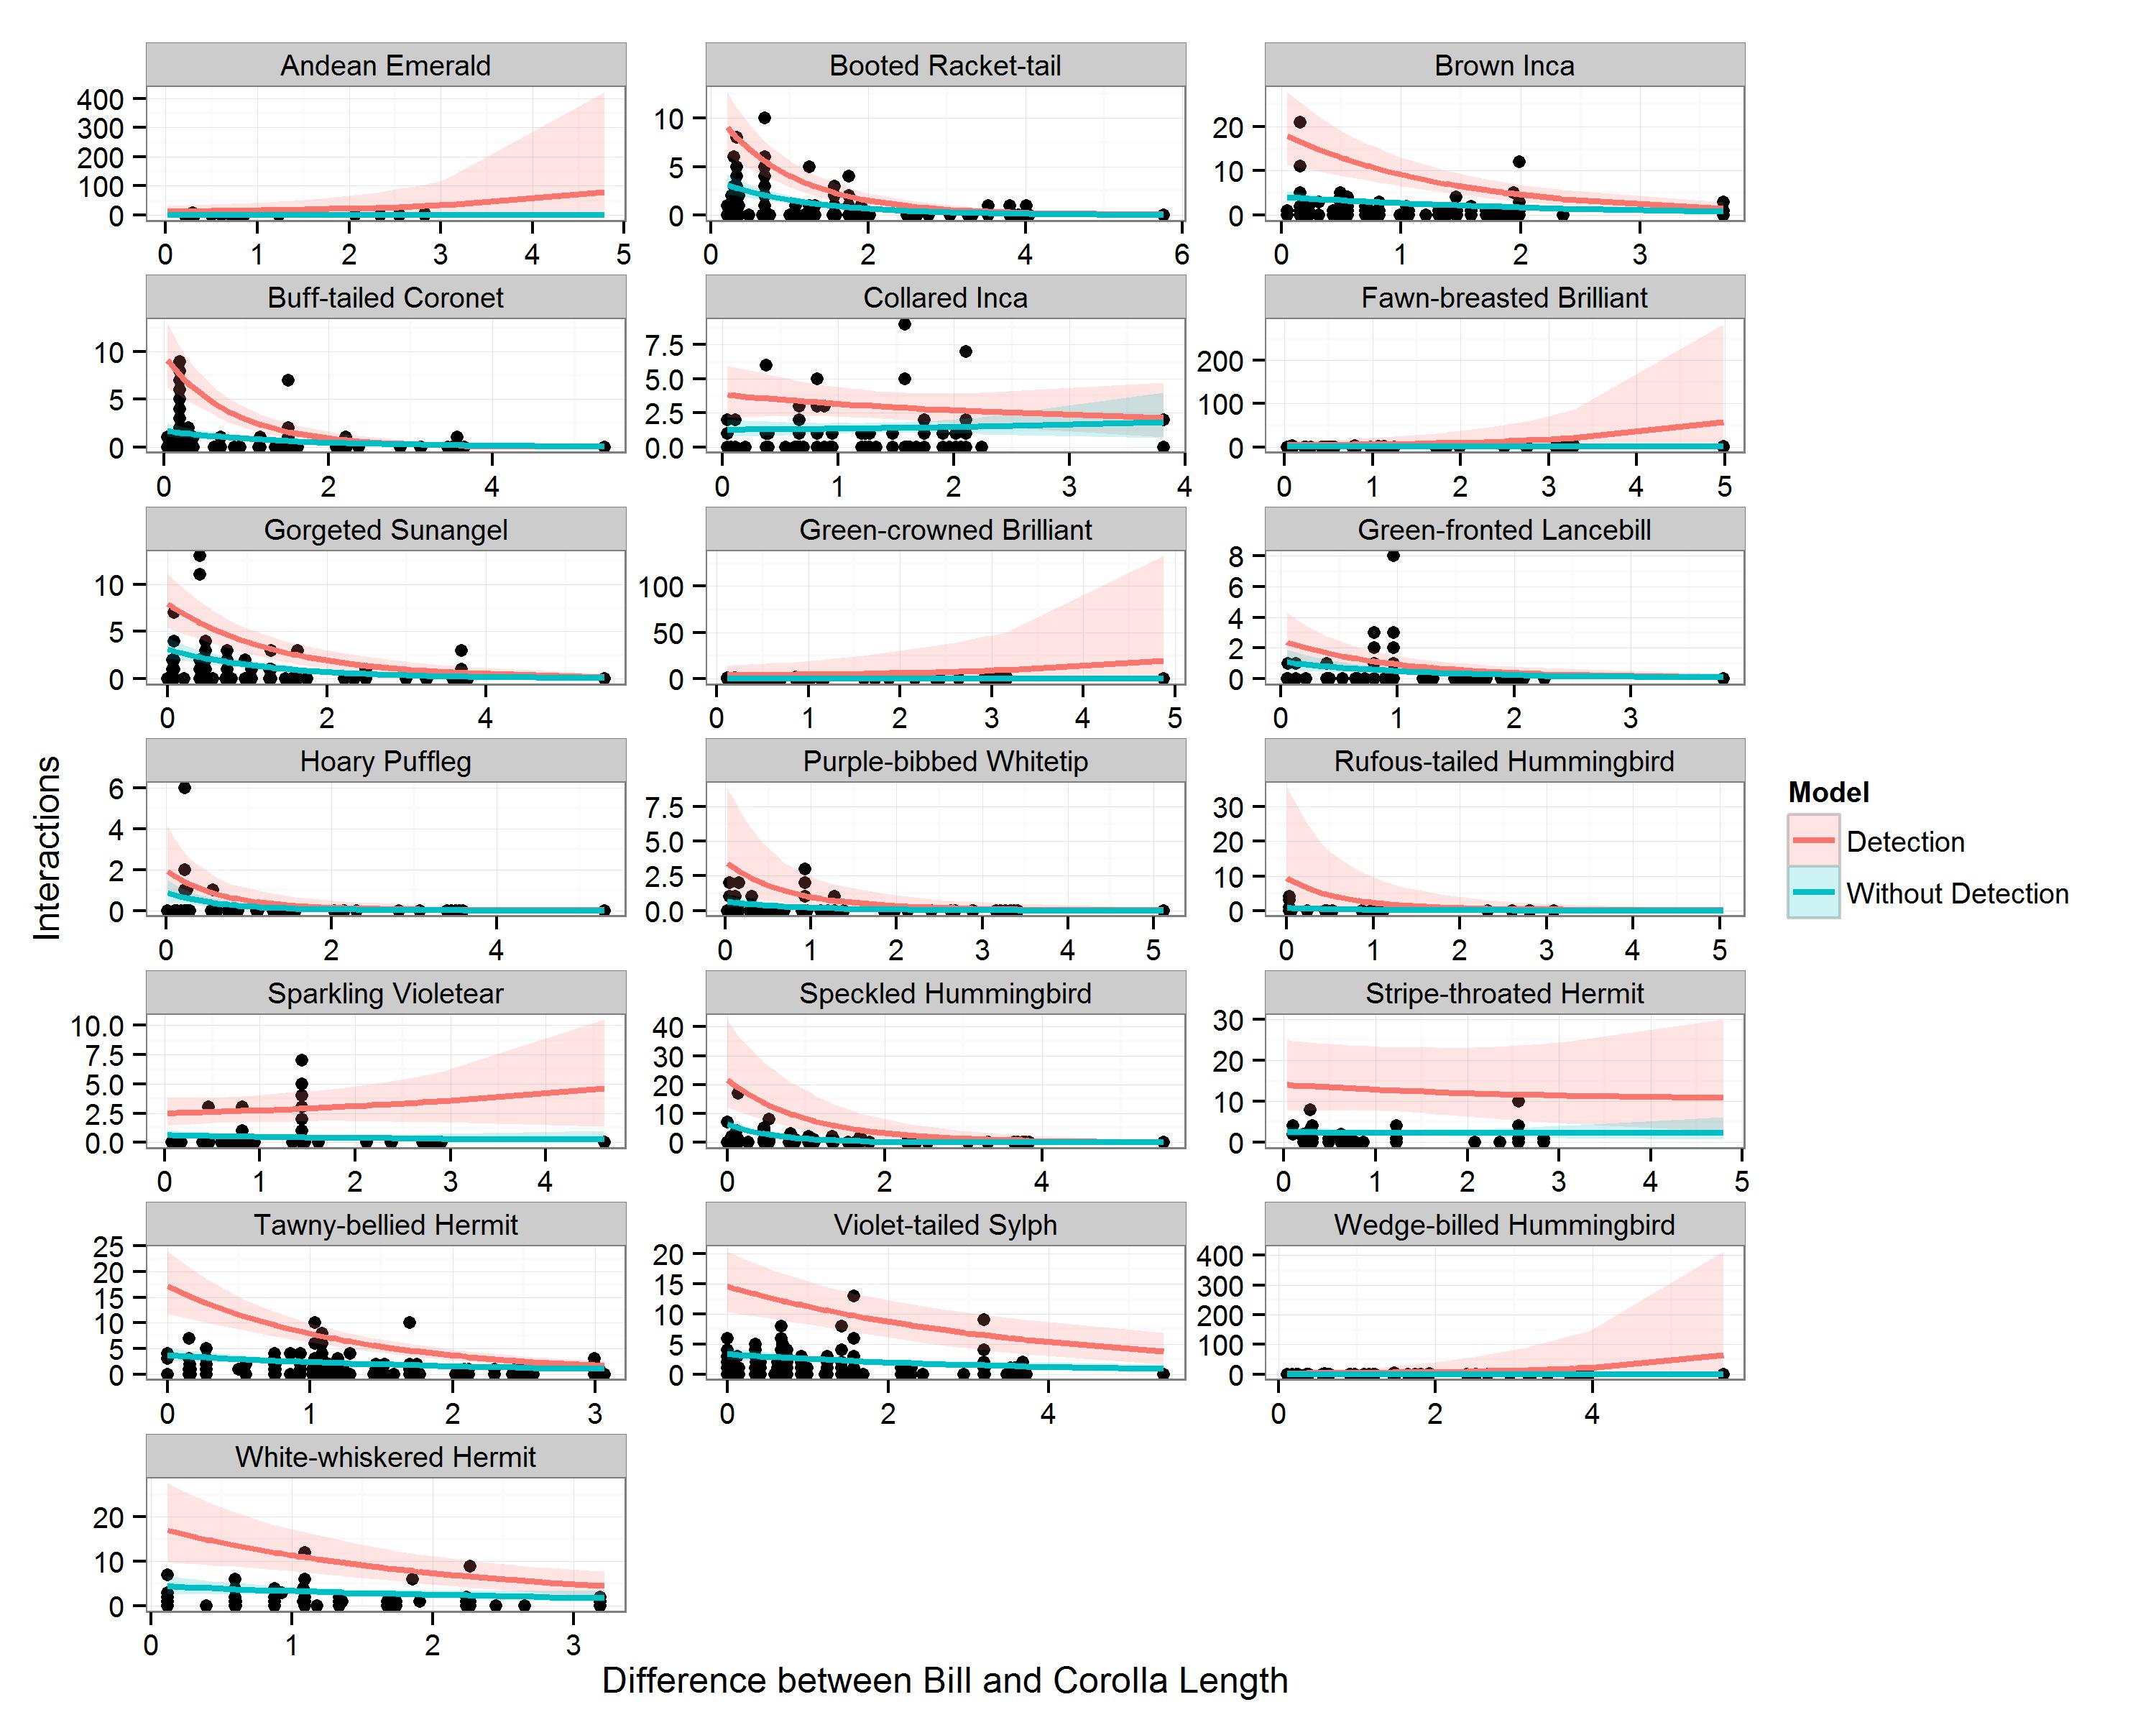 Andean Emerald
Booted Racket-tail
Brown Inca
400
300
200
100
0
0 1 2 3 4 5
10
5
0
0 2 4 6
20
10
0
0 1 2 3
Buff-tailed Coronet
Collared Inca
Fawn-breasted Brilliant
10
5
0
0 2 4
7.5
5.0
2.5
0.0
0 1 2 3 4
200
100
0
0 1 2 3 4 5
Gorgeted Sunangel
Green-crowned Brilliant
Green-fronted Lancebill
10
5
0
0 2 4
100
50
0
0 1 2 3 4 5
8
6
4
2
0
0 1 2 3
Hoary Puffleg
Purple-bibbed Whitetip
Rufous-tailed Hummingbird
6
4
2
0
0 2 4
7.5
5.0
2.5
0.0
0 1 2 3 4 5
30
20
10
0
0 1 2 3 4 5
Sparkling Violetear
Speckled Hummingbird
Stripe-throated Hermit
10.0
7.5
5.0
2.5
0.0
0 1 2 3 4
40
30
20
10
0
0 2 4
30
20
10
0
0 1 2 3 4 5
Tawny-bellied Hermit
Violet-tailed Sylph
Wedge-billed Hummingbird
25
20
15
10
5
0
0 1 2 3
20
15
10
5
0
0 2 4
400
300
200
100
0
0 2 4
White-whiskered Hermit
20
10
0
0 1 2 3
Interactions
Difference between Bill and Corolla Length
Model
Detection
Without Detection